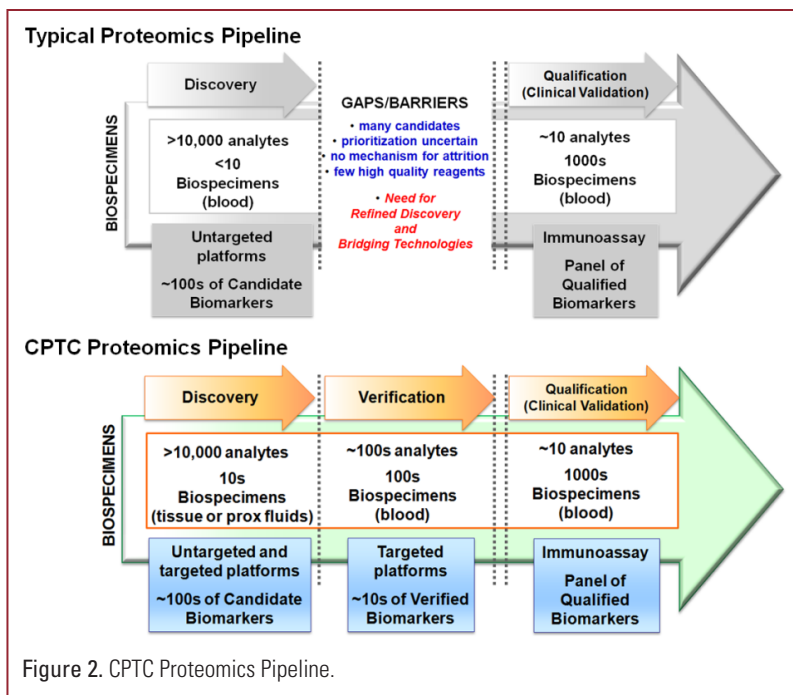 Typical Proteomics Pipeline
BIOSPECIMENS
Discovery
>10,000 analytes
<10
Biospecimens
(blood)
Untargeted
platforms
~100s of Candidate
Biomarkers
GAPS/BARRIERS
• many candidates
• prioritization uncertain
• no mechanism for attrition
• few high quality reagents
• Need for
Refined Discovery
and
Bridging Technologies
Qualification
(Clinical Validation)
~10 analytes
1000s
Biospecimens
(blood)
Immunoassay
Panel of
Qualified
Biomarkers
CPTC Proteomics Pipeline
BIOSPECIMENS
Discovery
>10,000 analytes
10s
Biospecimens
(tissue or prox fluids)
Untargeted and
targeted platforms
~100s of Candidate
Biomarkers
Verification
~100s analytes
100s
Biospecimens
(blood)
Targeted
platforms
~10s of Verified
Biomarkers
Qualification
(Clinical Validation)
~10 analytes
1000s
Biospecimens
(blood)
Immunoassay
Panel of
Qualified
Biomarkers
Figure 2. CPTC Proteomics Pipeline.